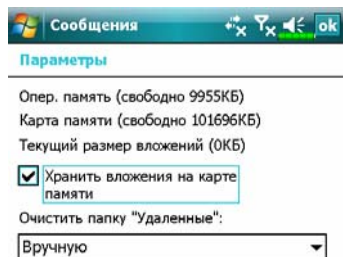 Сообщения ok
Параметры
Опер. память (свободно 9955КБ)
Карта памяти (свободно 101696КБ)
Текущий размер вложений (0КБ)
Хранить вложения на карте
памяти
Очистить папку "Удаленные":
Вручную